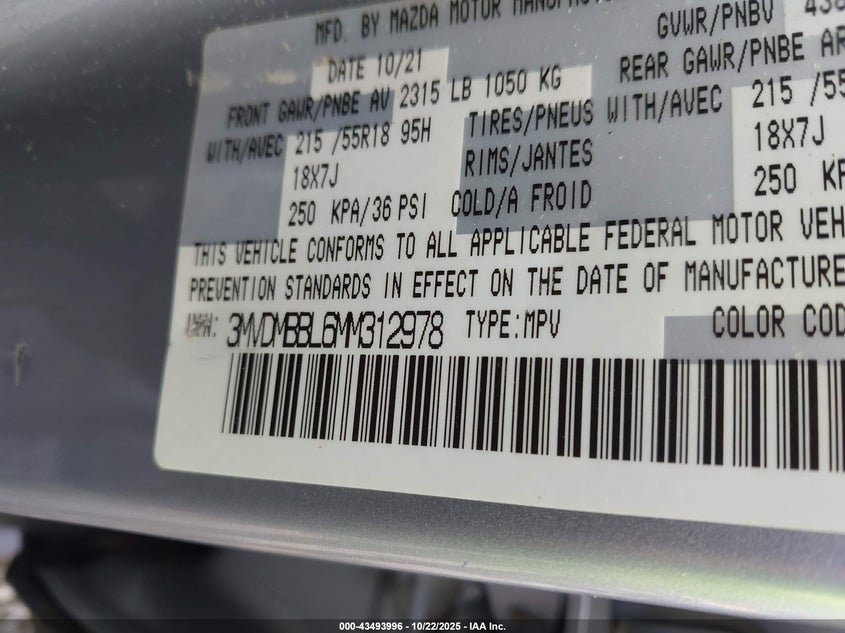 MFD. BY MAZDA MOTOR
DATE 10/21
GVWR/PNBV
FRONT GAWR/PNBE AV 2315 LB 1050 KG
REAR GAWR/PNBE AR
WITH/AVEC 215 /55R18 95H TIRES/PNEUS WITH/AVEC 215 /55
18X7J RIMS/JANTES 18X7J
250 KPA/36 PSI COLD/A FROID 250
THIS VEHICLE CONFORMS TO ALL APPLICABLE FEDERAL MOTOR
PREVENTION STANDARDS IN EFFECT ON THE DATE OF MANUFACTURE
3MVDMBBL6MM312978 TYPE:MPV COLOR
000-43493996 - 10/22/2025 - IAA Inc.